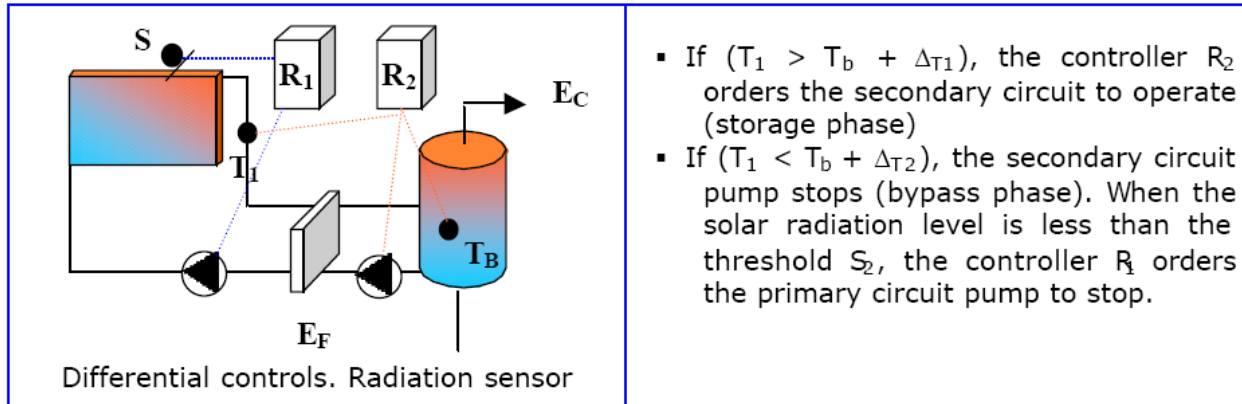 S
R1
R2
EC
T1
TB
EF
Differential controls. Radiation sensor
▪ If (T1 > Tb + ΔT1), the controller R2
orders the secondary circuit to operate
(storage phase)
▪ If (T1 < Tb + ΔT2), the secondary circuit
pump stops (bypass phase). When the
solar radiation level is less than the
threshold S2, the controller R1 orders
the primary circuit pump to stop.